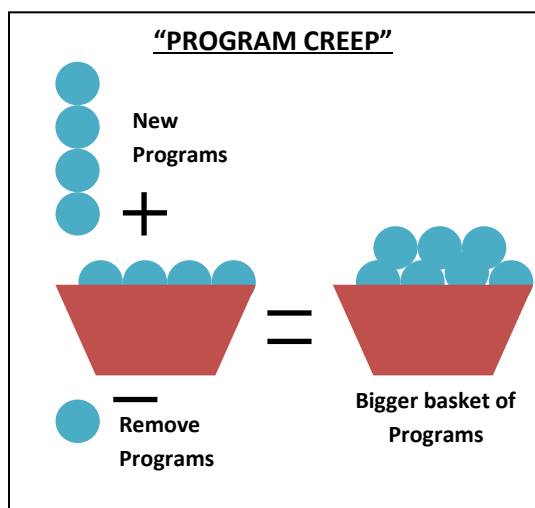 “PROGRAM CREEP”
New
Programs
+
=
−
Remove
Programs
Bigger basket of
Programs